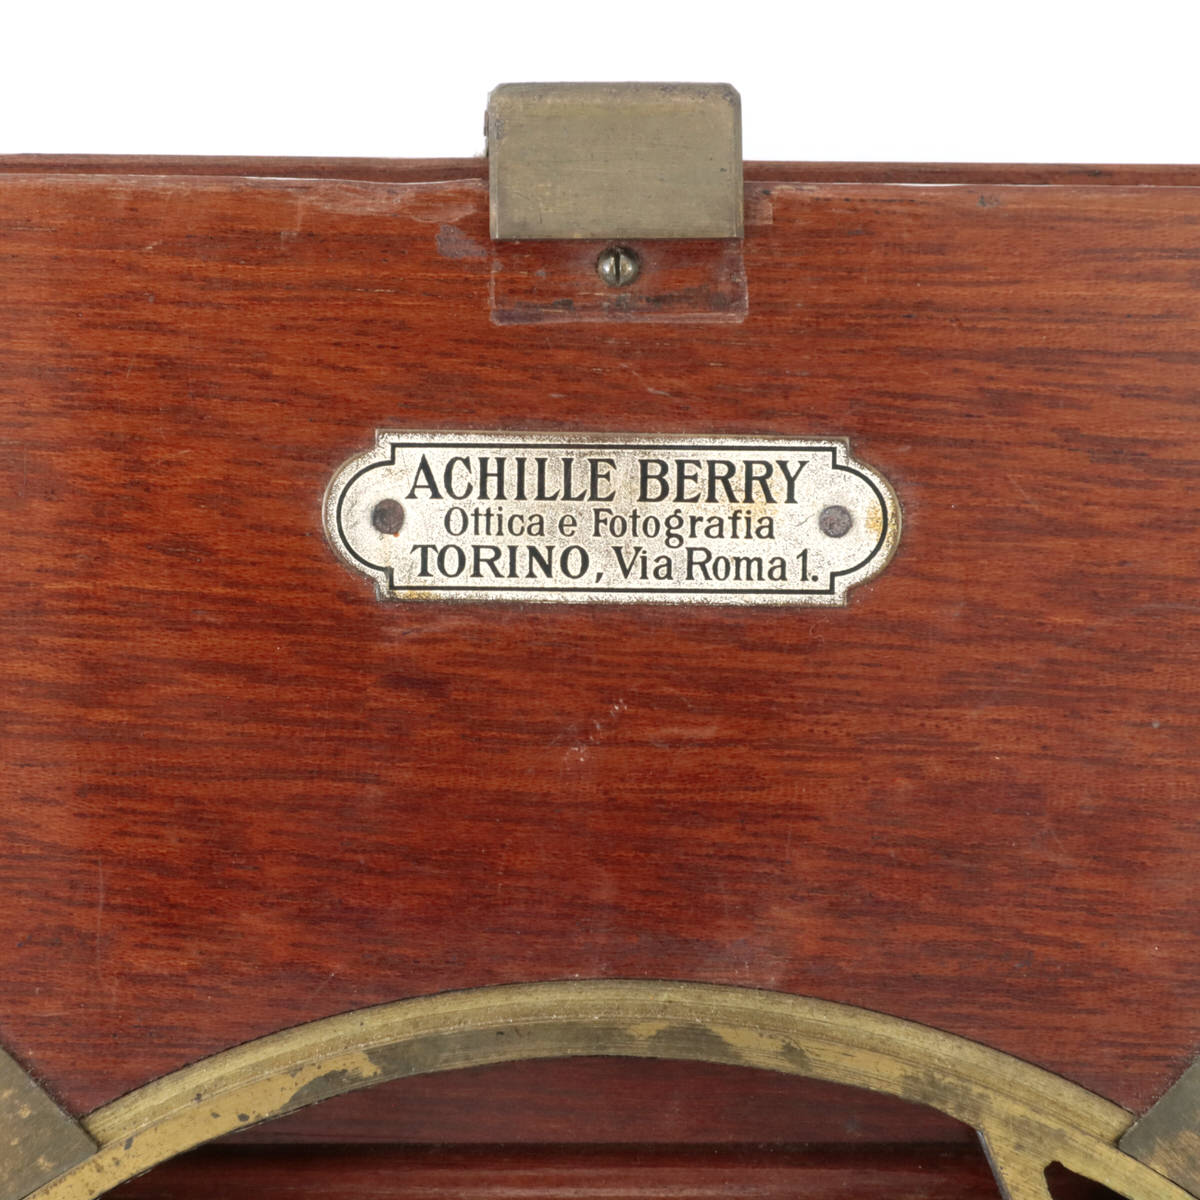 ACHILLE BERRY
Ottica e Fotografia
TORINO, Via Roma 1.